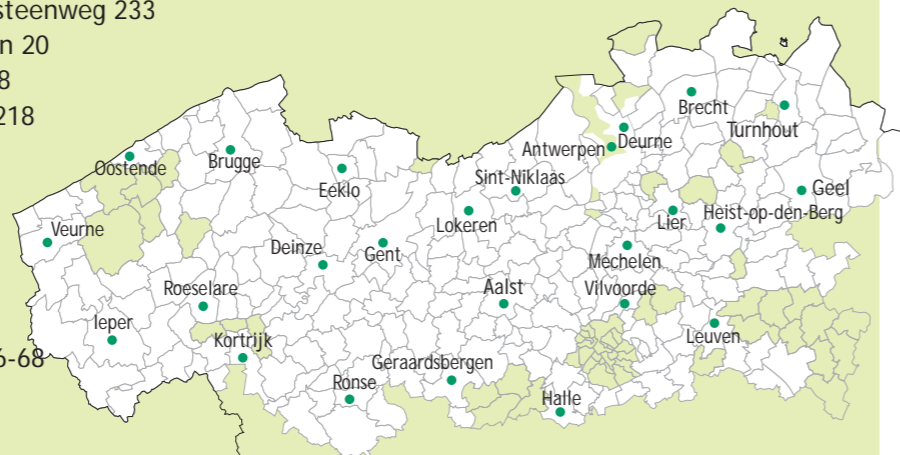 steenweg 233
n 20
8
218
6-68
Brecht
Turnhout
Deurne
Antwerpen
Oostende
Brugge
Eeklo
Sint-Niklaas
Geel
Lokeren
Lier
Heist-op-den-Berg
Veurne
Deinze
Gent
Mechelen
Roeselare
Aalst
Vilvoorde
Ieper
Kortrijk
Leuven
Geraardsbergen
Ronse
Halle